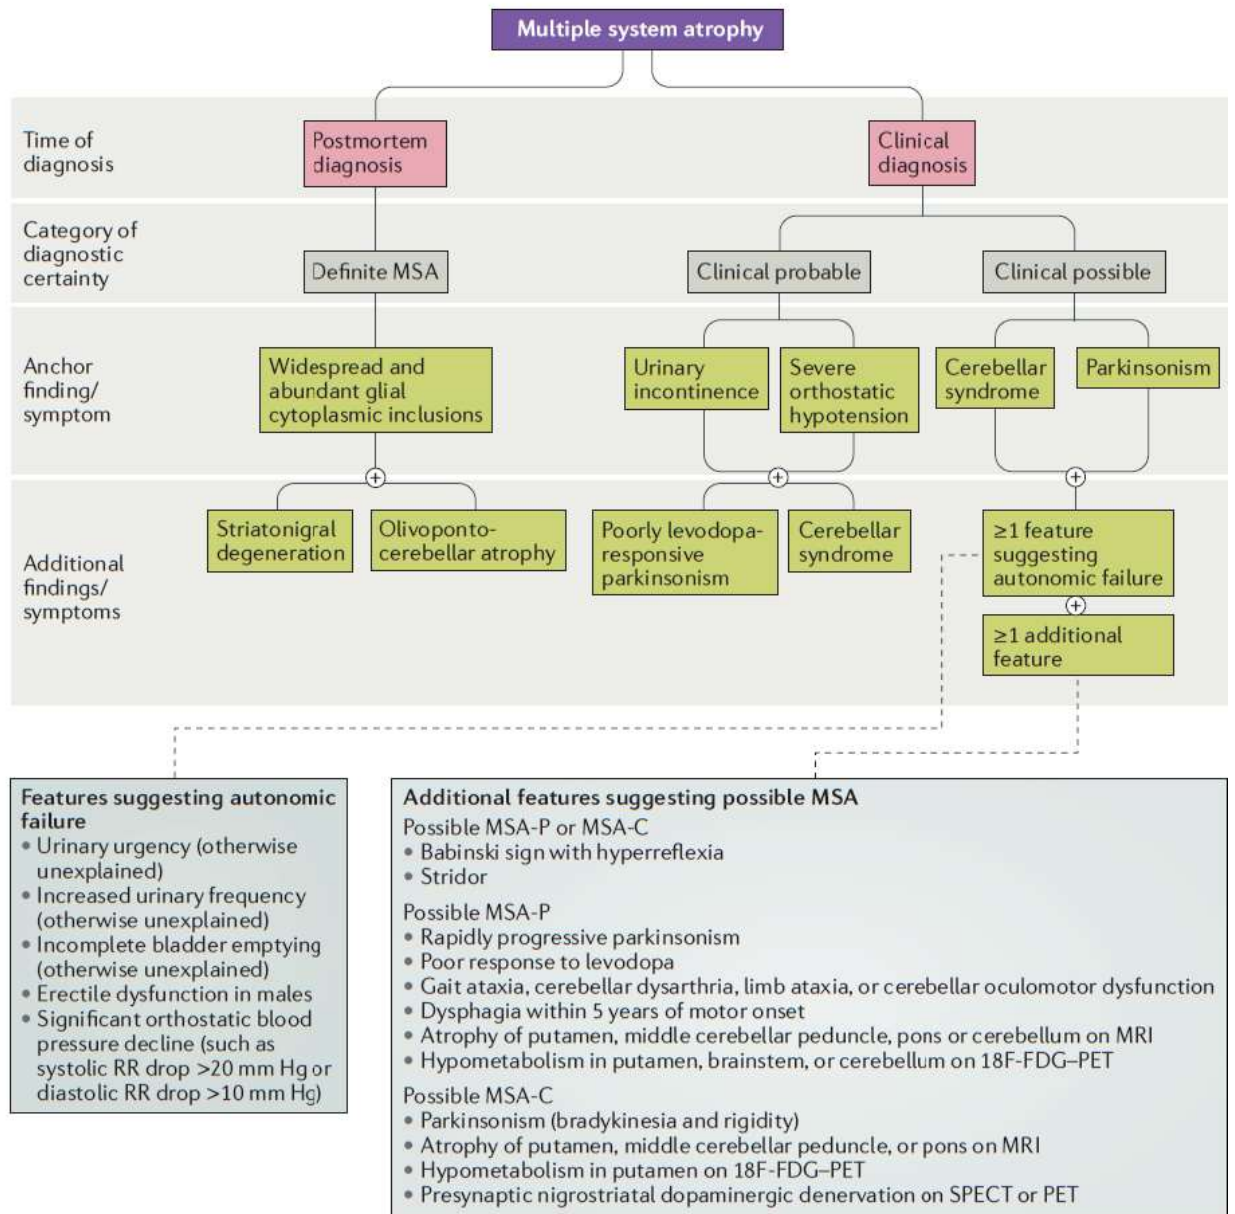 Multiple system atrophy
Time of
diagnosis
Postmortem
diagnosis
Clinical
diagnosis
Category of
diagnostic
certainty
Definite MSA
Clinical probable
Clinical possible
Anchor
finding/
symptom
Widespread and
abundant glial
cytoplasmic inclusions
Urinary
incontinence
Severe
orthostatic
hypotension
Cerebellar
syndrome
Parkinsonism
+
+
+
Additional
findings/
symptoms
Striatonigral
degeneration
Olivoponto-
cerebellar atrophy
Poorly levodopa-
responsive
parkinsonism
Cerebellar
syndrome
≥1 feature
suggesting
autonomic failure
+
≥1 additional
feature
Features suggesting autonomic
failure
• Urinary urgency (otherwise
unexplained)
• Increased urinary frequency
(otherwise unexplained)
• Incomplete bladder emptying
(otherwise unexplained)
• Erectile dysfunction in males
• Significant orthostatic blood
pressure decline (such as
systolic RR drop >20 mm Hg or
diastolic RR drop >10 mm Hg)
Additional features suggesting possible MSA
Possible MSA-P or MSA-C
• Babinski sign with hyperreflexia
• Stridor
Possible MSA-P
• Rapidly progressive parkinsonism
• Poor response to levodopa
• Gait ataxia, cerebellar dysarthria, limb ataxia, or cerebellar oculomotor dysfunction
• Dysphagia within 5 years of motor onset
• Atrophy of putamen, middle cerebellar peduncle, pons or cerebellum on MRI
• Hypometabolism in putamen, brainstem, or cerebellum on 18F-FDG–PET
Possible MSA-C
• Parkinsonism (bradykinesia and rigidity)
• Atrophy of putamen, middle cerebellar peduncle, or pons on MRI
• Hypometabolism in putamen on 18F-FDG–PET
• Presynaptic nigrostriatal dopaminergic denervation on SPECT or PET